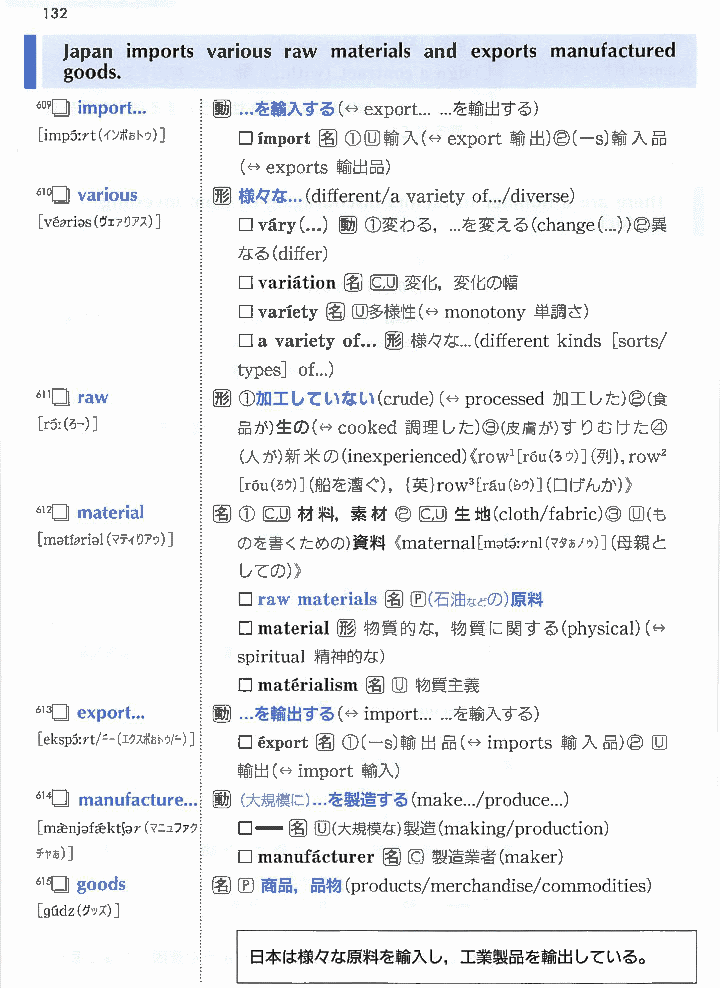 132
Japan imports various raw materials and exports manufactured
goods.
609□ import...
[impɔ́ːrt(インポぁトゥ)]
動 …を輸入する(⇔ export... …を輸出する)
□ ímport 名 ①Ⓤ輸入(⇔ export 輸出)②(—s)輸入品
(⇔ exports 輸出品)
610□ various
[véəriəs(ヴェァリアス)]
形 様々な…(different/a variety of.../diverse)
□ váry(...) 動 ①変わる, …を変える(change(...))②異
なる(differ)
□ variátion 名 C,U 変化, 変化の幅
□ varíety 名 Ⓤ多様性(⇔ monotony 単調さ)
□ a variety of... 形 様々な…(different kinds [sorts/
types] of...)
611□ raw
[rɔ́ː(ろー)]
形 ①加工していない(crude)(⇔ processed 加工した)②(食
品が)生の(⇔ cooked 調理した)③(皮膚が)すりむけた④
(人が)新米の(inexperienced)《row¹[róu(ろウ)](列), row²
[róu(ろウ)](船を漕ぐ), {英}row³[ráu(らウ)](口げんか)》
612□ material
[mətíəriəl(マティリアゥ)]
名 ① C,U 材料, 素材 ② C,U 生地(cloth/fabric)③ Ⓤ(も
のを書くための)資料《maternal[mətə́ːrnl(マタぁノゥ)](母親と
しての)》
□ raw materials 名 Ⓟ(石油などの)原料
□ material 形 物質的な, 物質に関する(physical)(⇔
spiritual 精神的な)
□ matérialism 名 Ⓤ 物質主義
613□ export...
[ekspɔ́ːrt/⸗́–(エクスポぁトゥ/⸗́–)]
動 …を輸出する(⇔ import... …を輸入する)
□ éxport 名 ①(—s)輸出品(⇔ imports 輸入品)② Ⓤ
輸出(⇔ import 輸入)
614□ manufacture...
[mæ̀njəfǽktʃər(マニュファク
チャぁ)]
動 (大規模に)…を製造する(make.../produce...)
□— 名 Ⓤ(大規模な)製造(making/production)
□ manufácturer 名 Ⓒ 製造業者(maker)
615□ goods
[gúdz(グッズ)]
名 Ⓟ 商品, 品物(products/merchandise/commodities)
日本は様々な原料を輸入し, 工業製品を輸出している。